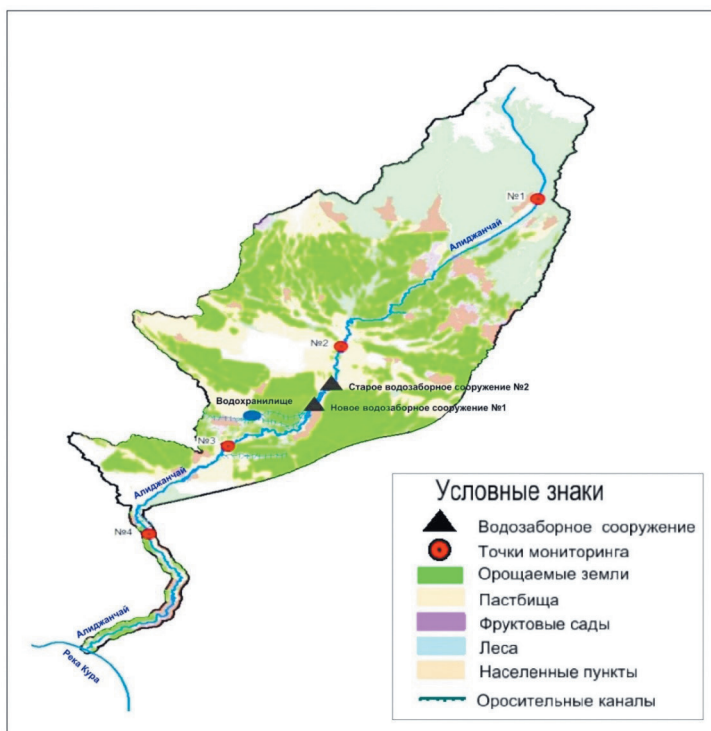 №1
Алиджанчай
№2
Старое водозаборное сооружение №2
Водохранилище
Новое водозаборное сооружение №1
№3
Алиджанчай
№4
Алиджанчай
Река Кура
Условные знаки
Водозаборное сооружение
Точки мониторинга
Орощаемые земли
Пастбища
Фруктовые сады
Леса
Населенные пункты
Оросительные каналы